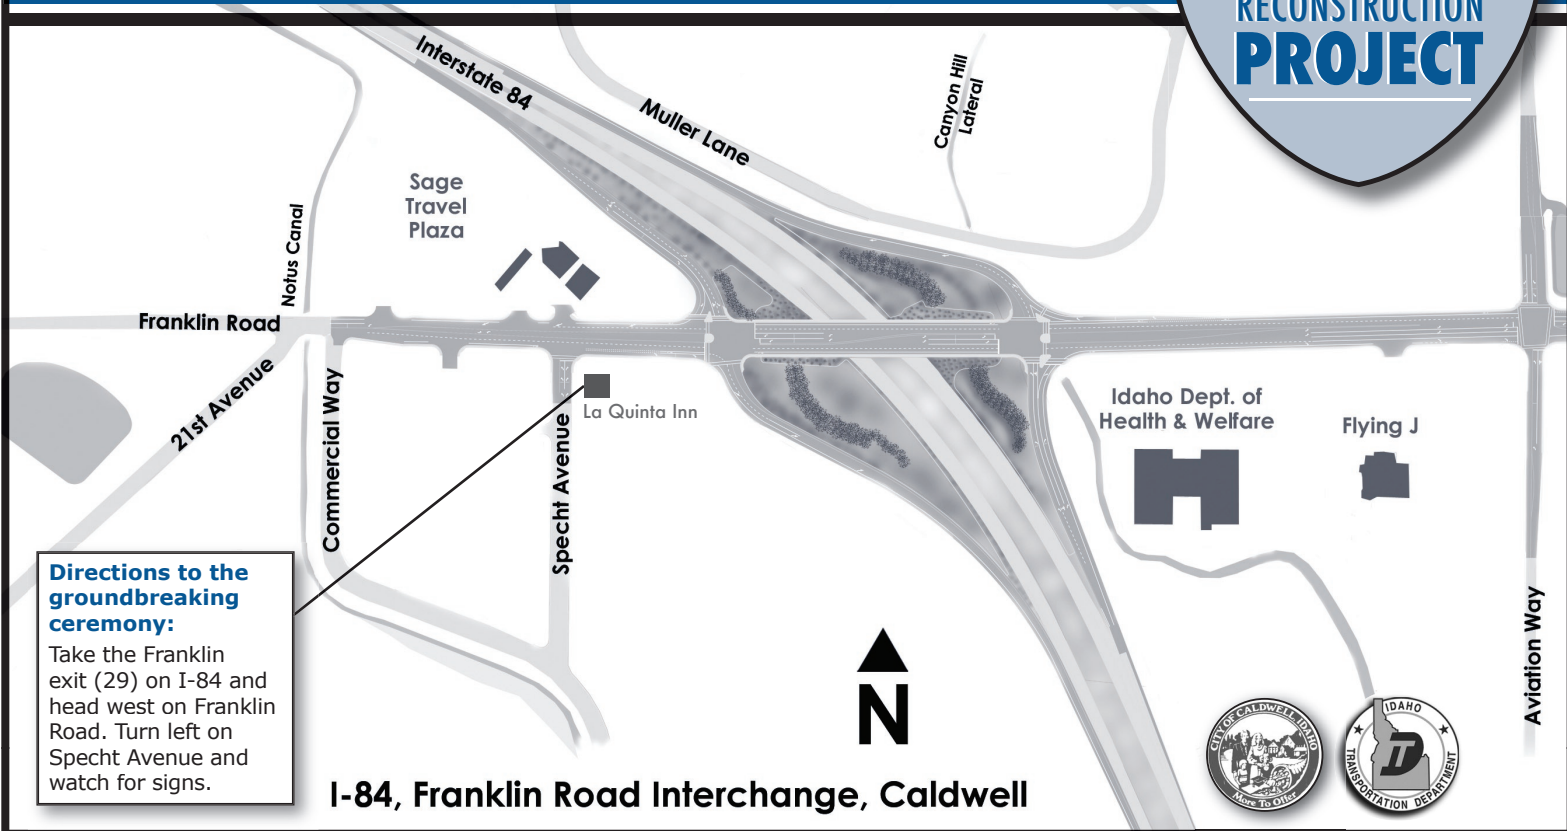 RECONSTRUCTION
PROJECT
Interstate 84
Muller Lane
Canyon Hill
Lateral
Sage
Travel
Plaza
Notus Canal
Franklin Road
21st Avenue
Commercial Way
Specht Avenue
La Quinta Inn
Idaho Dept. of
Health & Welfare
Flying J
Aviation Way
Directions to the
groundbreaking
ceremony:
Take the Franklin
exit (29) on I-84 and
head west on Franklin
Road. Turn left on
Specht Avenue and
watch for signs.
N
I-84, Franklin Road Interchange, Caldwell
CITY OF CALDWELL, IDAHO
More To Offer
IDAHO
TRANSPORTATION DEPARTMENT